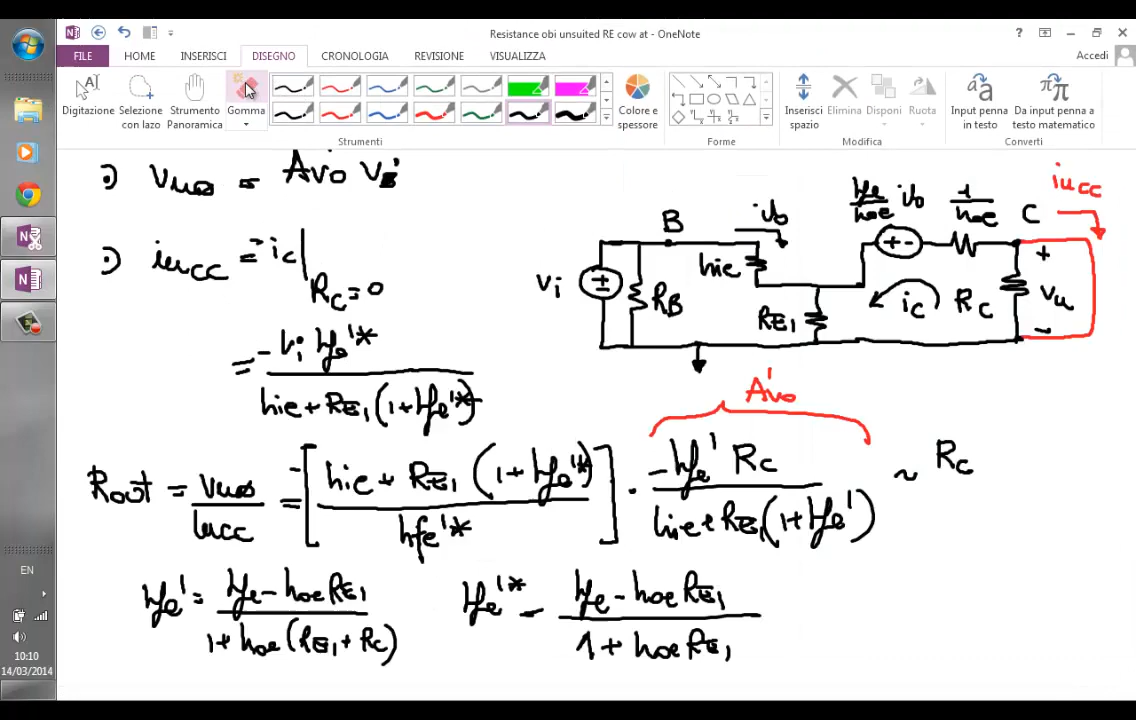 Resistance obi unsuited RE cow at - OneNote
FILE HOME INSERISCI DISEGNO CRONOLOGIA REVISIONE VISUALIZZA Accedi
Digitazione Selezione con lazo Strumento Panoramica Gomma Colore e spessore Inserisci spazio Elimina Disponi Ruota Input penna in testo Da input penna a testo matematico
Strumenti Forme Modifica Converti
vu∞ = Avo' vi
iucc = ic | RC=0
= -vi hfe'* / hie + RE1 (1 + hfe'*)
B ib hfe/hoe ib 1/hoe C iucc
vi RB hie RE1 ic RC + vu -
Avo'
Rout = vu∞ / iucc = -[ hie + RE1 (1 + hfe'*) / hfe'* ] · -hfe' RC / hie + RE1 (1 + hfe') ~ RC
hfe' = hfe - hoe RE1 / 1 + hoe (RE1 + RC)
hfe'* = hfe - hoe RE1 / 1 + hoe RE1
EN
10:10
14/03/2014